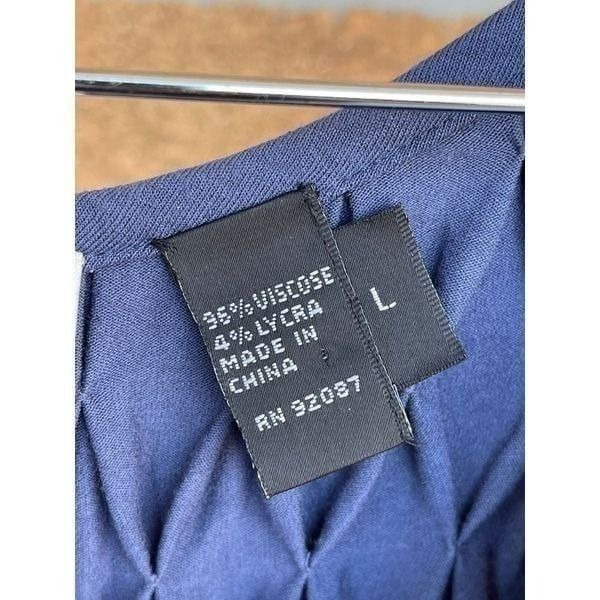 96% VISCOSE
4% LYCRA
MADE IN
CHINA
RN 92087
L